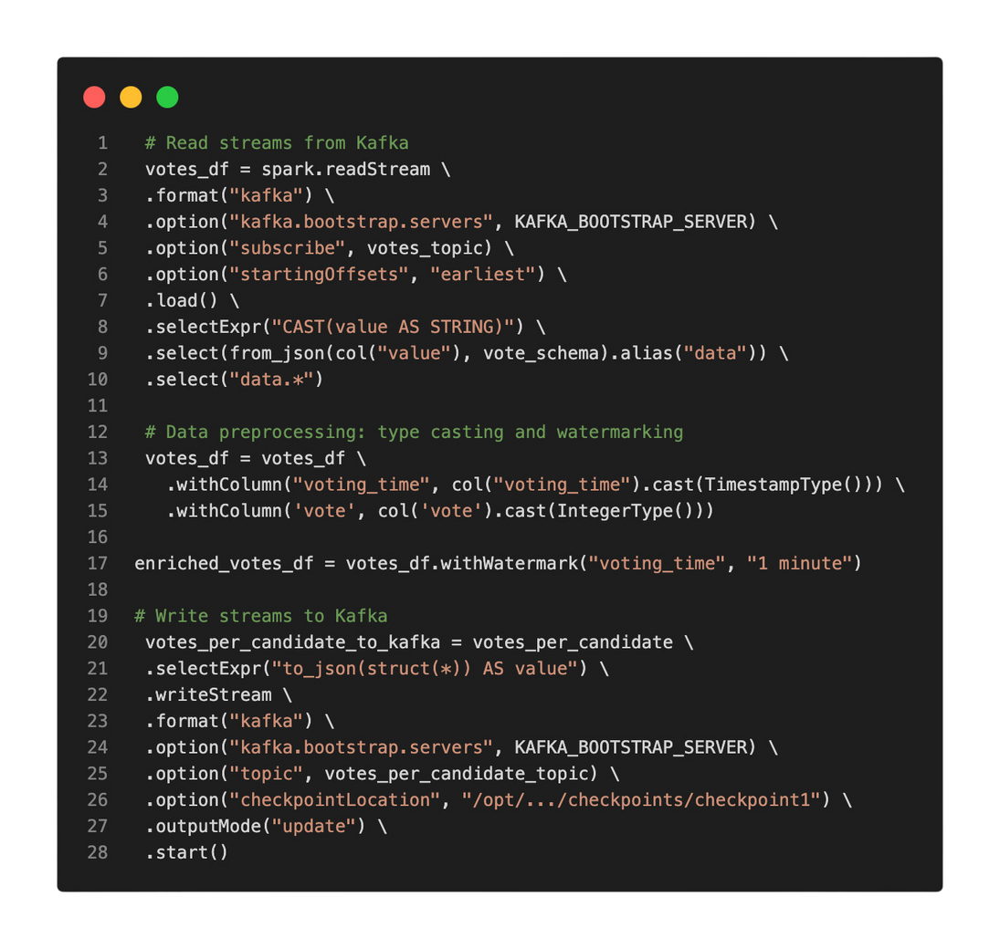 1 # Read streams from Kafka
2 votes_df = spark.readStream \
3 .format("kafka") \
4 .option("kafka.bootstrap.servers", KAFKA_BOOTSTRAP_SERVER) \
5 .option("subscribe", votes_topic) \
6 .option("startingOffsets", "earliest") \
7 .load() \
8 .selectExpr("CAST(value AS STRING)") \
9 .select(from_json(col("value"), vote_schema).alias("data")) \
10 .select("data.*")
11
12 # Data preprocessing: type casting and watermarking
13 votes_df = votes_df \
14 .withColumn("voting_time", col("voting_time").cast(TimestampType())) \
15 .withColumn('vote', col('vote').cast(IntegerType()))
16
17 enriched_votes_df = votes_df.withWatermark("voting_time", "1 minute")
18
19 # Write streams to Kafka
20 votes_per_candidate_to_kafka = votes_per_candidate \
21 .selectExpr("to_json(struct(*)) AS value") \
22 .writeStream \
23 .format("kafka") \
24 .option("kafka.bootstrap.servers", KAFKA_BOOTSTRAP_SERVER) \
25 .option("topic", votes_per_candidate_topic) \
26 .option("checkpointLocation", "/opt/.../checkpoints/checkpoint1") \
27 .outputMode("update") \
28 .start()